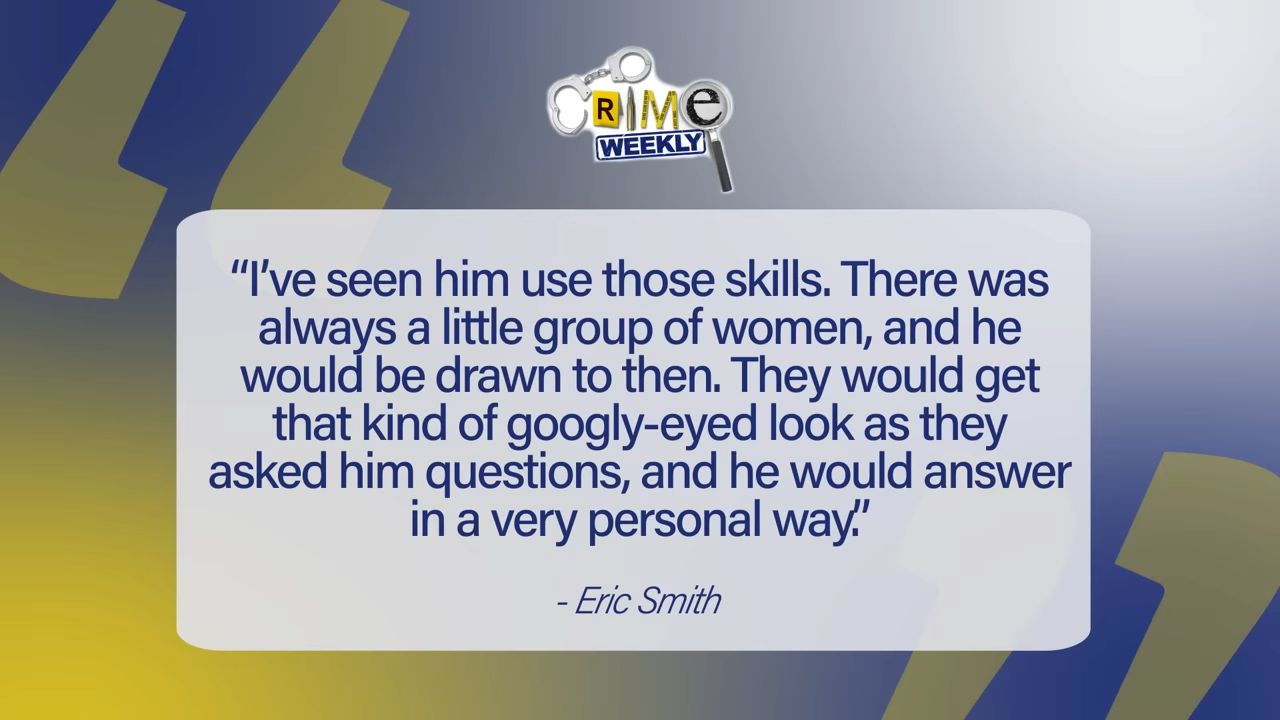 CRIMe
WEEKLY
“I’ve seen him use those skills. There was
always a little group of women, and he
would be drawn to then. They would get
that kind of googly-eyed look as they
asked him questions, and he would answer
in a very personal way.”
- Eric Smith